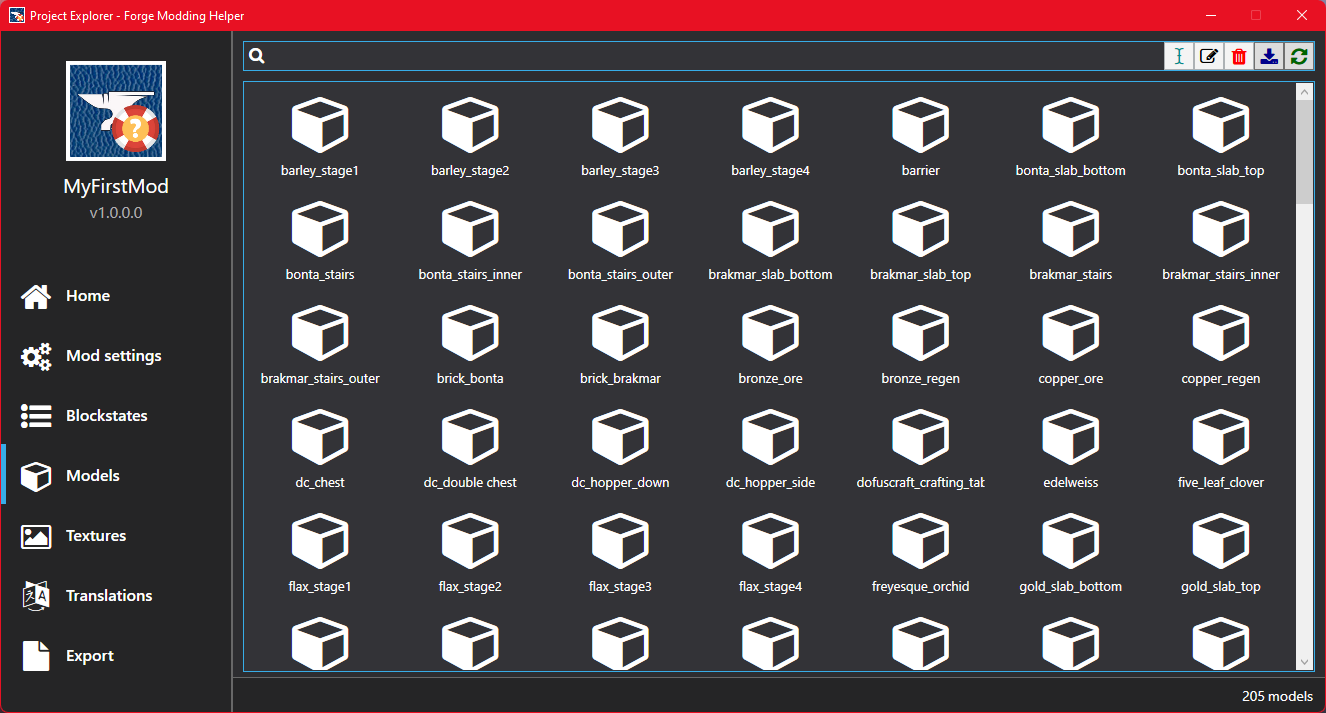 Project Explorer - Forge Modding Helper
MyFirstMod
v1.0.0.0
Home
Mod settings
Blockstates
Models
Textures
Translations
Export
barley_stage1 barley_stage2 barley_stage3 barley_stage4 barrier bonta_slab_bottom bonta_slab_top
bonta_stairs bonta_stairs_inner bonta_stairs_outer brakmar_slab_bottom brakmar_slab_top brakmar_stairs brakmar_stairs_inner
brakmar_stairs_outer brick_bonta brick_brakmar bronze_ore bronze_regen copper_ore copper_regen
dc_chest dc_double chest dc_hopper_down dc_hopper_side dofuscraft_crafting_tab edelweiss five_leaf_clover
flax_stage1 flax_stage2 flax_stage3 flax_stage4 freyesque_orchid gold_slab_bottom gold_slab_top
205 models